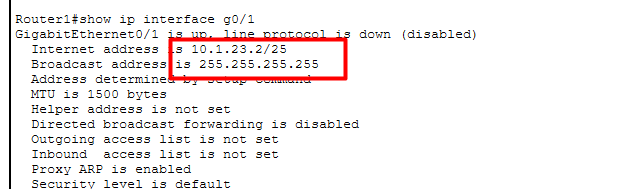 Router1#show ip interface g0/1
GigabitEthernet0/1 is up, line protocol is down (disabled)
Internet address is 10.1.23.2/25
Broadcast address is 255.255.255.255
Address determined by setup command
MTU is 1500 bytes
Helper address is not set
Directed broadcast forwarding is disabled
Outgoing access list is not set
Inbound  access list is not set
Proxy ARP is enabled
Security level is default